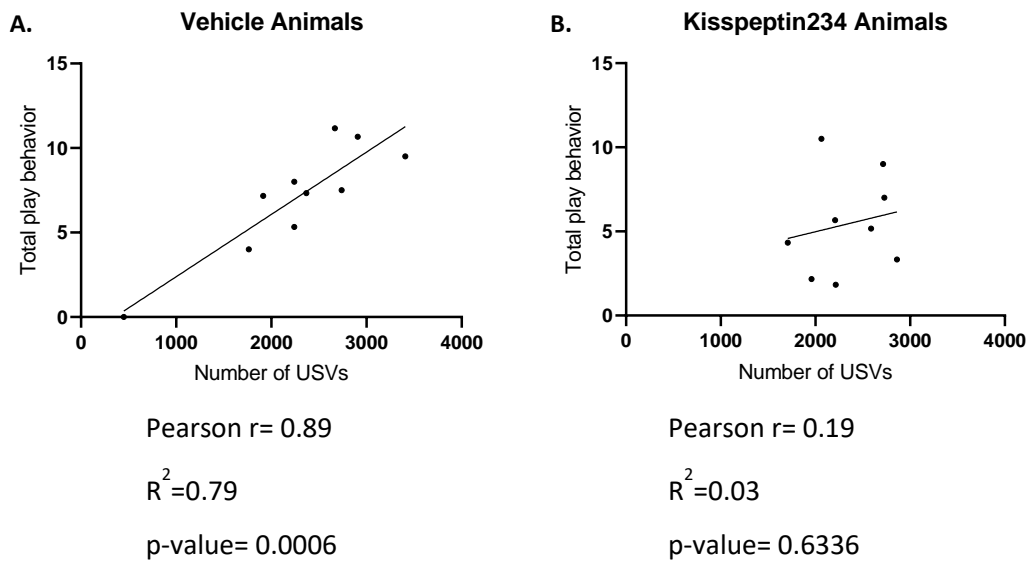 A.
Vehicle Animals
Total play behavior
15
10
5
0
0 1000 2000 3000 4000
Number of USVs
Pearson r= 0.89
R²=0.79
p-value= 0.0006
B.
Kisspeptin234 Animals
Total play behavior
15
10
5
0
0 1000 2000 3000 4000
Number of USVs
Pearson r= 0.19
R²=0.03
p-value= 0.6336